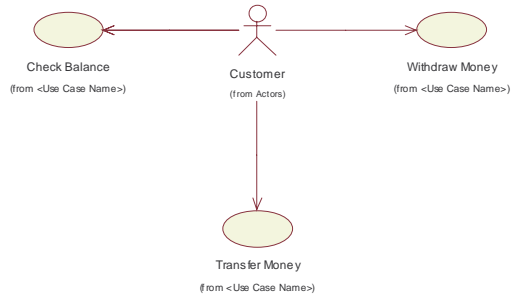 Check Balance
(from <Use Case Name>)
Customer
(from Actors)
Withdraw Money
(from <Use Case Name>)
Transfer Money
(from <Use Case Name>)